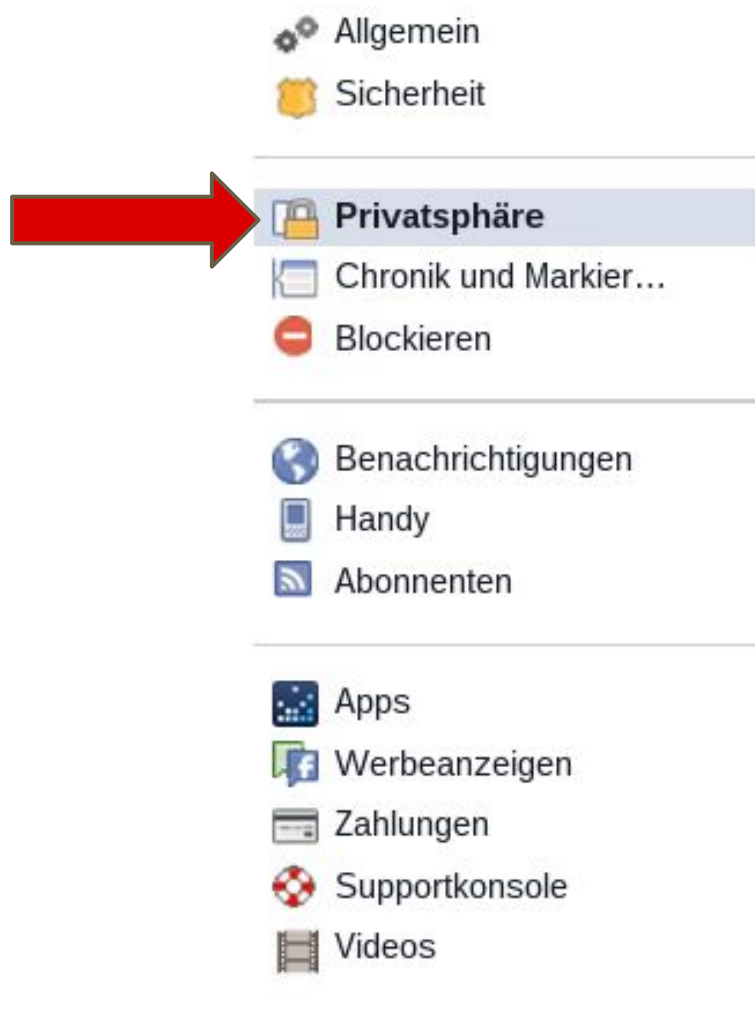 Allgemein
Sicherheit
Privatsphäre
Chronik und Markier…
Blockieren
Benachrichtigungen
Handy
Abonnenten
Apps
Werbeanzeigen
Zahlungen
Supportkonsole
Videos